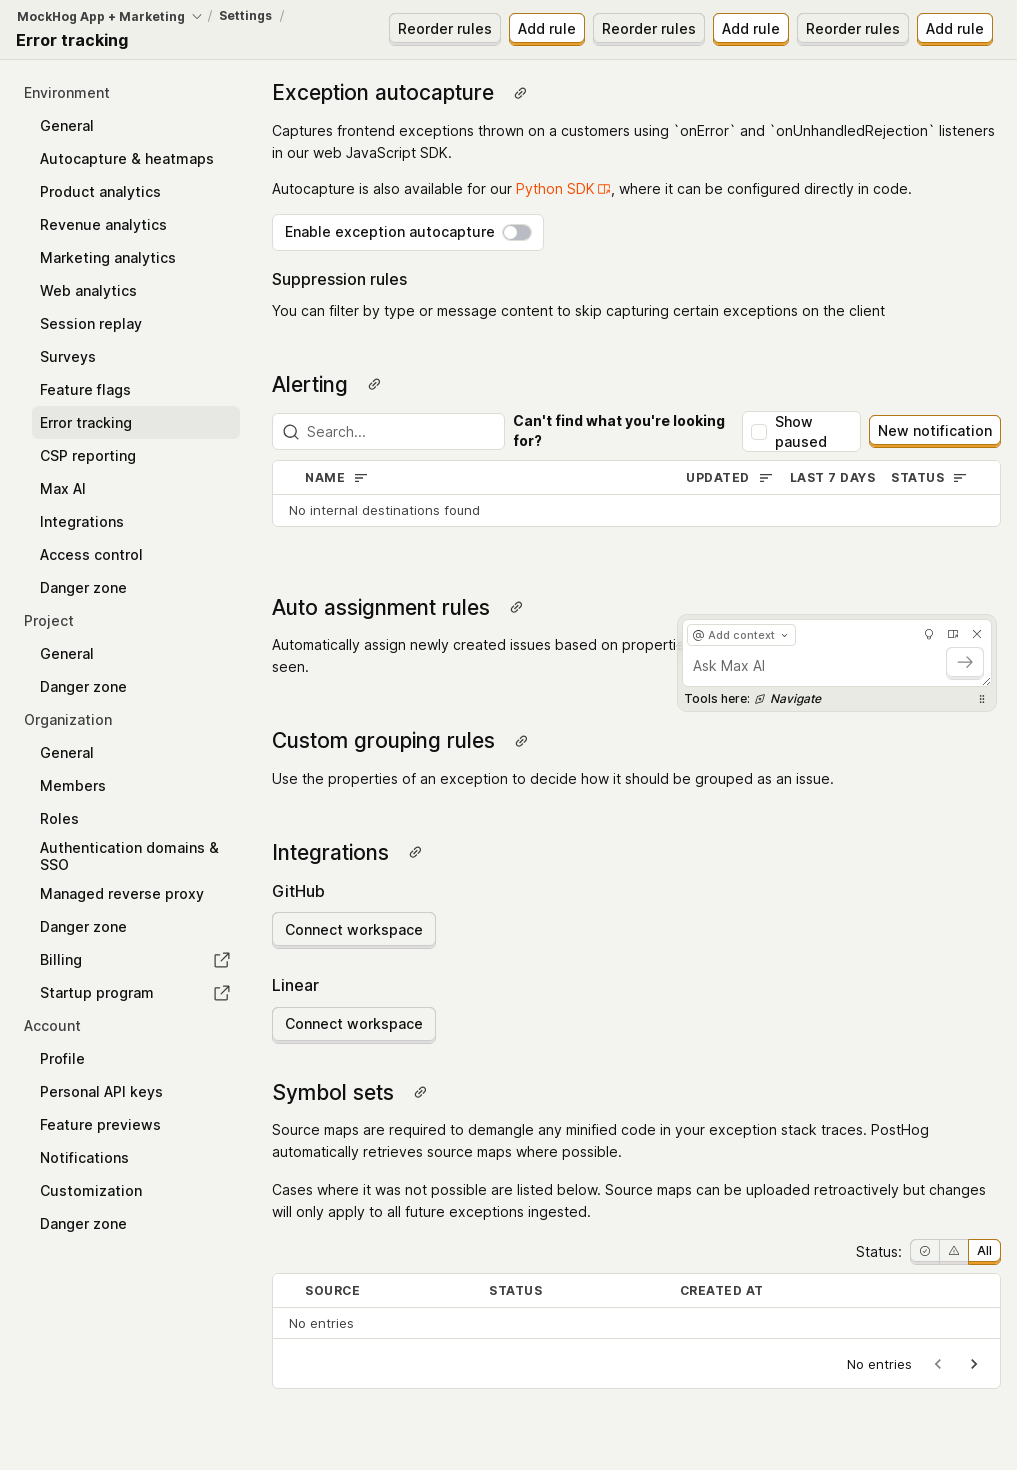 MockHog App + Marketing / Settings /
Error tracking
Reorder rules Add rule Reorder rules Add rule Reorder rules Add rule
Environment
General
Autocapture & heatmaps
Product analytics
Revenue analytics
Marketing analytics
Web analytics
Session replay
Surveys
Feature flags
Error tracking
CSP reporting
Max AI
Integrations
Access control
Danger zone
Project
General
Danger zone
Organization
General
Members
Roles
Authentication domains &
SSO
Managed reverse proxy
Danger zone
Billing
Startup program
Account
Profile
Personal API keys
Feature previews
Notifications
Customization
Danger zone
Exception autocapture
Captures frontend exceptions thrown on a customers using `onError` and `onUnhandledRejection` listeners
in our web JavaScript SDK.
Autocapture is also available for our Python SDK, where it can be configured directly in code.
Enable exception autocapture
Suppression rules
You can filter by type or message content to skip capturing certain exceptions on the client
Alerting
Search...
Can't find what you're looking
for?
Show
paused
New notification
NAME UPDATED LAST 7 DAYS STATUS
No internal destinations found
Auto assignment rules
Automatically assign newly created issues based on propertie
seen.
@ Add context
Ask Max AI
Tools here: Navigate
Custom grouping rules
Use the properties of an exception to decide how it should be grouped as an issue.
Integrations
GitHub
Connect workspace
Linear
Connect workspace
Symbol sets
Source maps are required to demangle any minified code in your exception stack traces. PostHog
automatically retrieves source maps where possible.
Cases where it was not possible are listed below. Source maps can be uploaded retroactively but changes
will only apply to all future exceptions ingested.
Status: All
SOURCE STATUS CREATED AT
No entries
No entries